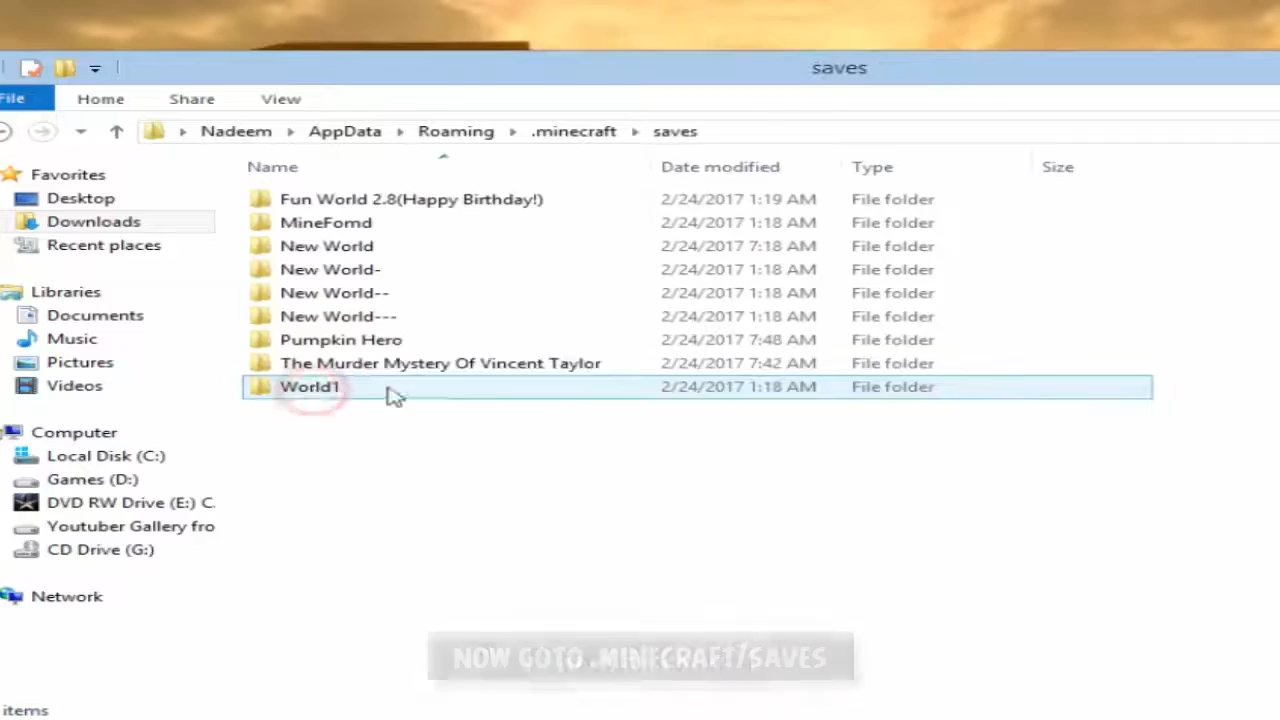 saves
File Home Share View
Nadeem AppData Roaming .minecraft saves
Name Date modified Type Size
Favorites
Desktop
Downloads
Recent places
Libraries
Documents
Music
Pictures
Videos
Computer
Local Disk (C:)
Games (D:)
DVD RW Drive (E:) C.
Youtuber Gallery fro
CD Drive (G:)
Network
Fun World 2.8(Happy Birthday!) 2/24/2017 1:19 AM File folder
MineFomd 2/24/2017 1:18 AM File folder
New World 2/24/2017 7:18 AM File folder
New World- 2/24/2017 1:18 AM File folder
New World-- 2/24/2017 1:18 AM File folder
New World--- 2/24/2017 1:18 AM File folder
Pumpkin Hero 2/24/2017 7:48 AM File folder
The Murder Mystery Of Vincent Taylor 2/24/2017 7:42 AM File folder
World1 2/24/2017 1:18 AM File folder
NOW GOTO .MINECRAFT/SAVES
items